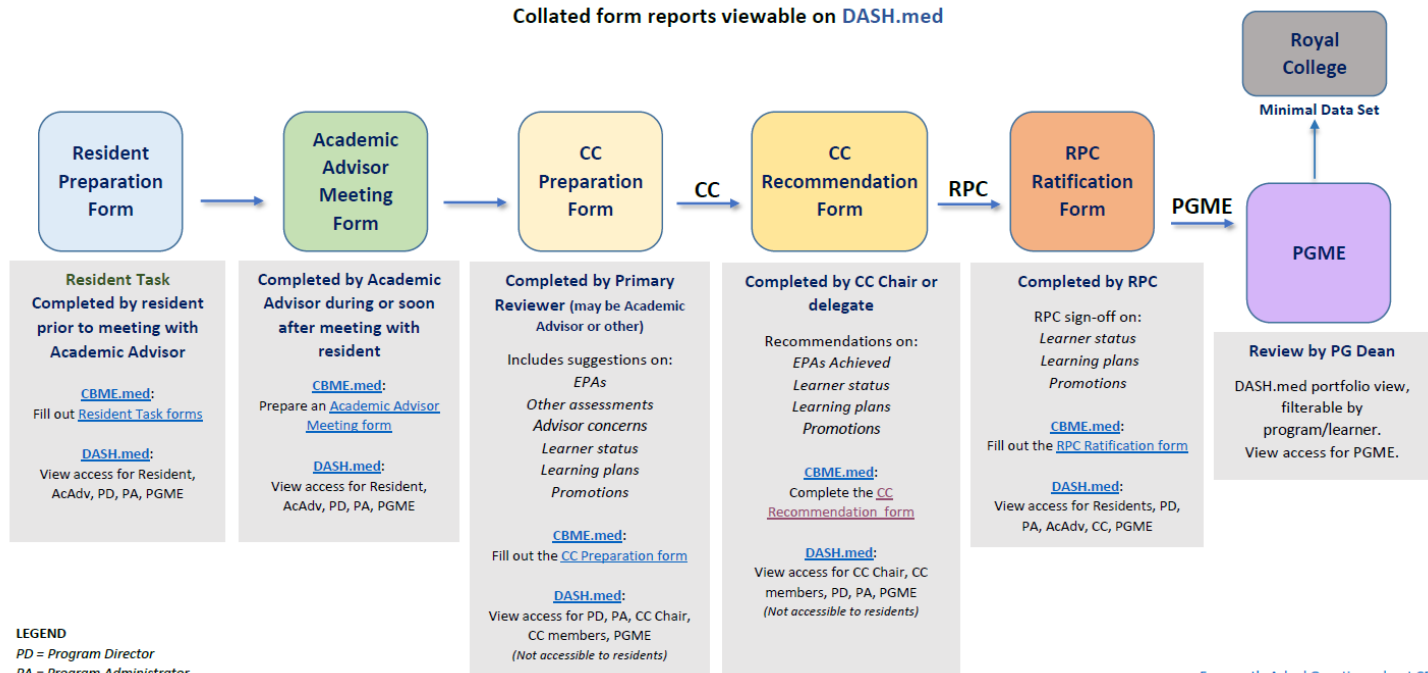 Collated form reports viewable on DASH.med
Royal
College
Minimal Data Set
Resident
Preparation
Form
Academic
Advisor
Meeting
Form
CC
Preparation
Form
CC
CC
Recommendation
Form
RPC
RPC
Ratification
Form
PGME
PGME
Resident Task
Completed by resident
prior to meeting with
Academic Advisor
CBME.med:
Fill out Resident Task forms
DASH.med:
View access for Resident,
AcAdv, PD, PA, PGME
Completed by Academic
Advisor during or soon
after meeting with
resident
CBME.med:
Prepare an Academic Advisor
Meeting form
DASH.med:
View access for Resident,
AcAdv, PD, PA, PGME
Completed by Primary
Reviewer (may be Academic
Advisor or other)
Includes suggestions on:
EPAs
Other assessments
Advisor concerns
Learner status
Learning plans
Promotions
CBME.med:
Fill out the CC Preparation form
DASH.med:
View access for PD, PA, CC Chair,
CC members, PGME
(Not accessible to residents)
Completed by CC Chair or
delegate
Recommendations on:
EPAs Achieved
Learner status
Learning plans
Promotions
CBME.med:
Complete the CC
Recommendation form
DASH.med:
View access for CC Chair, CC
members, PD, PA, PGME
(Not accessible to residents)
Completed by RPC
RPC sign-off on:
Learner status
Learning plans
Promotions
CBME.med:
Fill out the RPC Ratification form
DASH.med:
View access for Residents, PD,
PA, AcAdv, CC, PGME
Review by PG Dean
DASH.med portfolio view,
filterable by
program/learner.
View access for PGME.
LEGEND
PD = Program Director
PA = Program Administrator